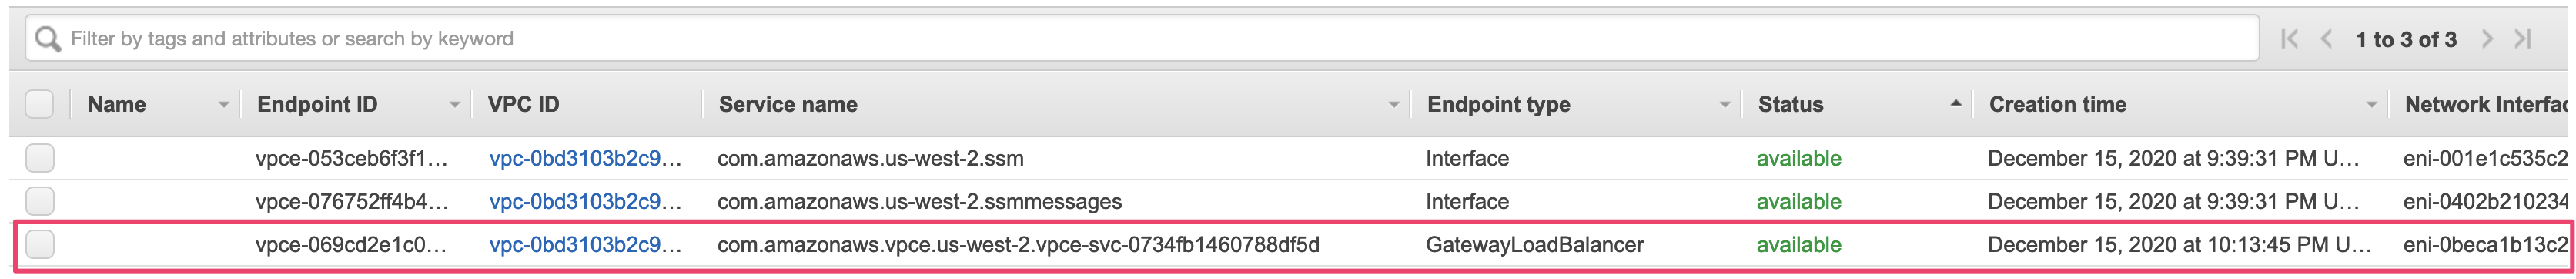 Filter by tags and attributes or search by keyword 1 to 3 of 3
Name Endpoint ID VPC ID Service name Endpoint type Status Creation time Network Interfac
vpce-053ceb6f3f1... vpc-0bd3103b2c9... com.amazonaws.us-west-2.ssm Interface available December 15, 2020 at 9:39:31 PM U... eni-001e1c535c2
vpce-076752ff4b4... vpc-0bd3103b2c9... com.amazonaws.us-west-2.ssmmessages Interface available December 15, 2020 at 9:39:31 PM U... eni-0402b210234
vpce-069cd2e1c0... vpc-0bd3103b2c9... com.amazonaws.vpce.us-west-2.vpce-svc-0734fb1460788df5d GatewayLoadBalancer available December 15, 2020 at 10:13:45 PM U... eni-0beca1b13c2